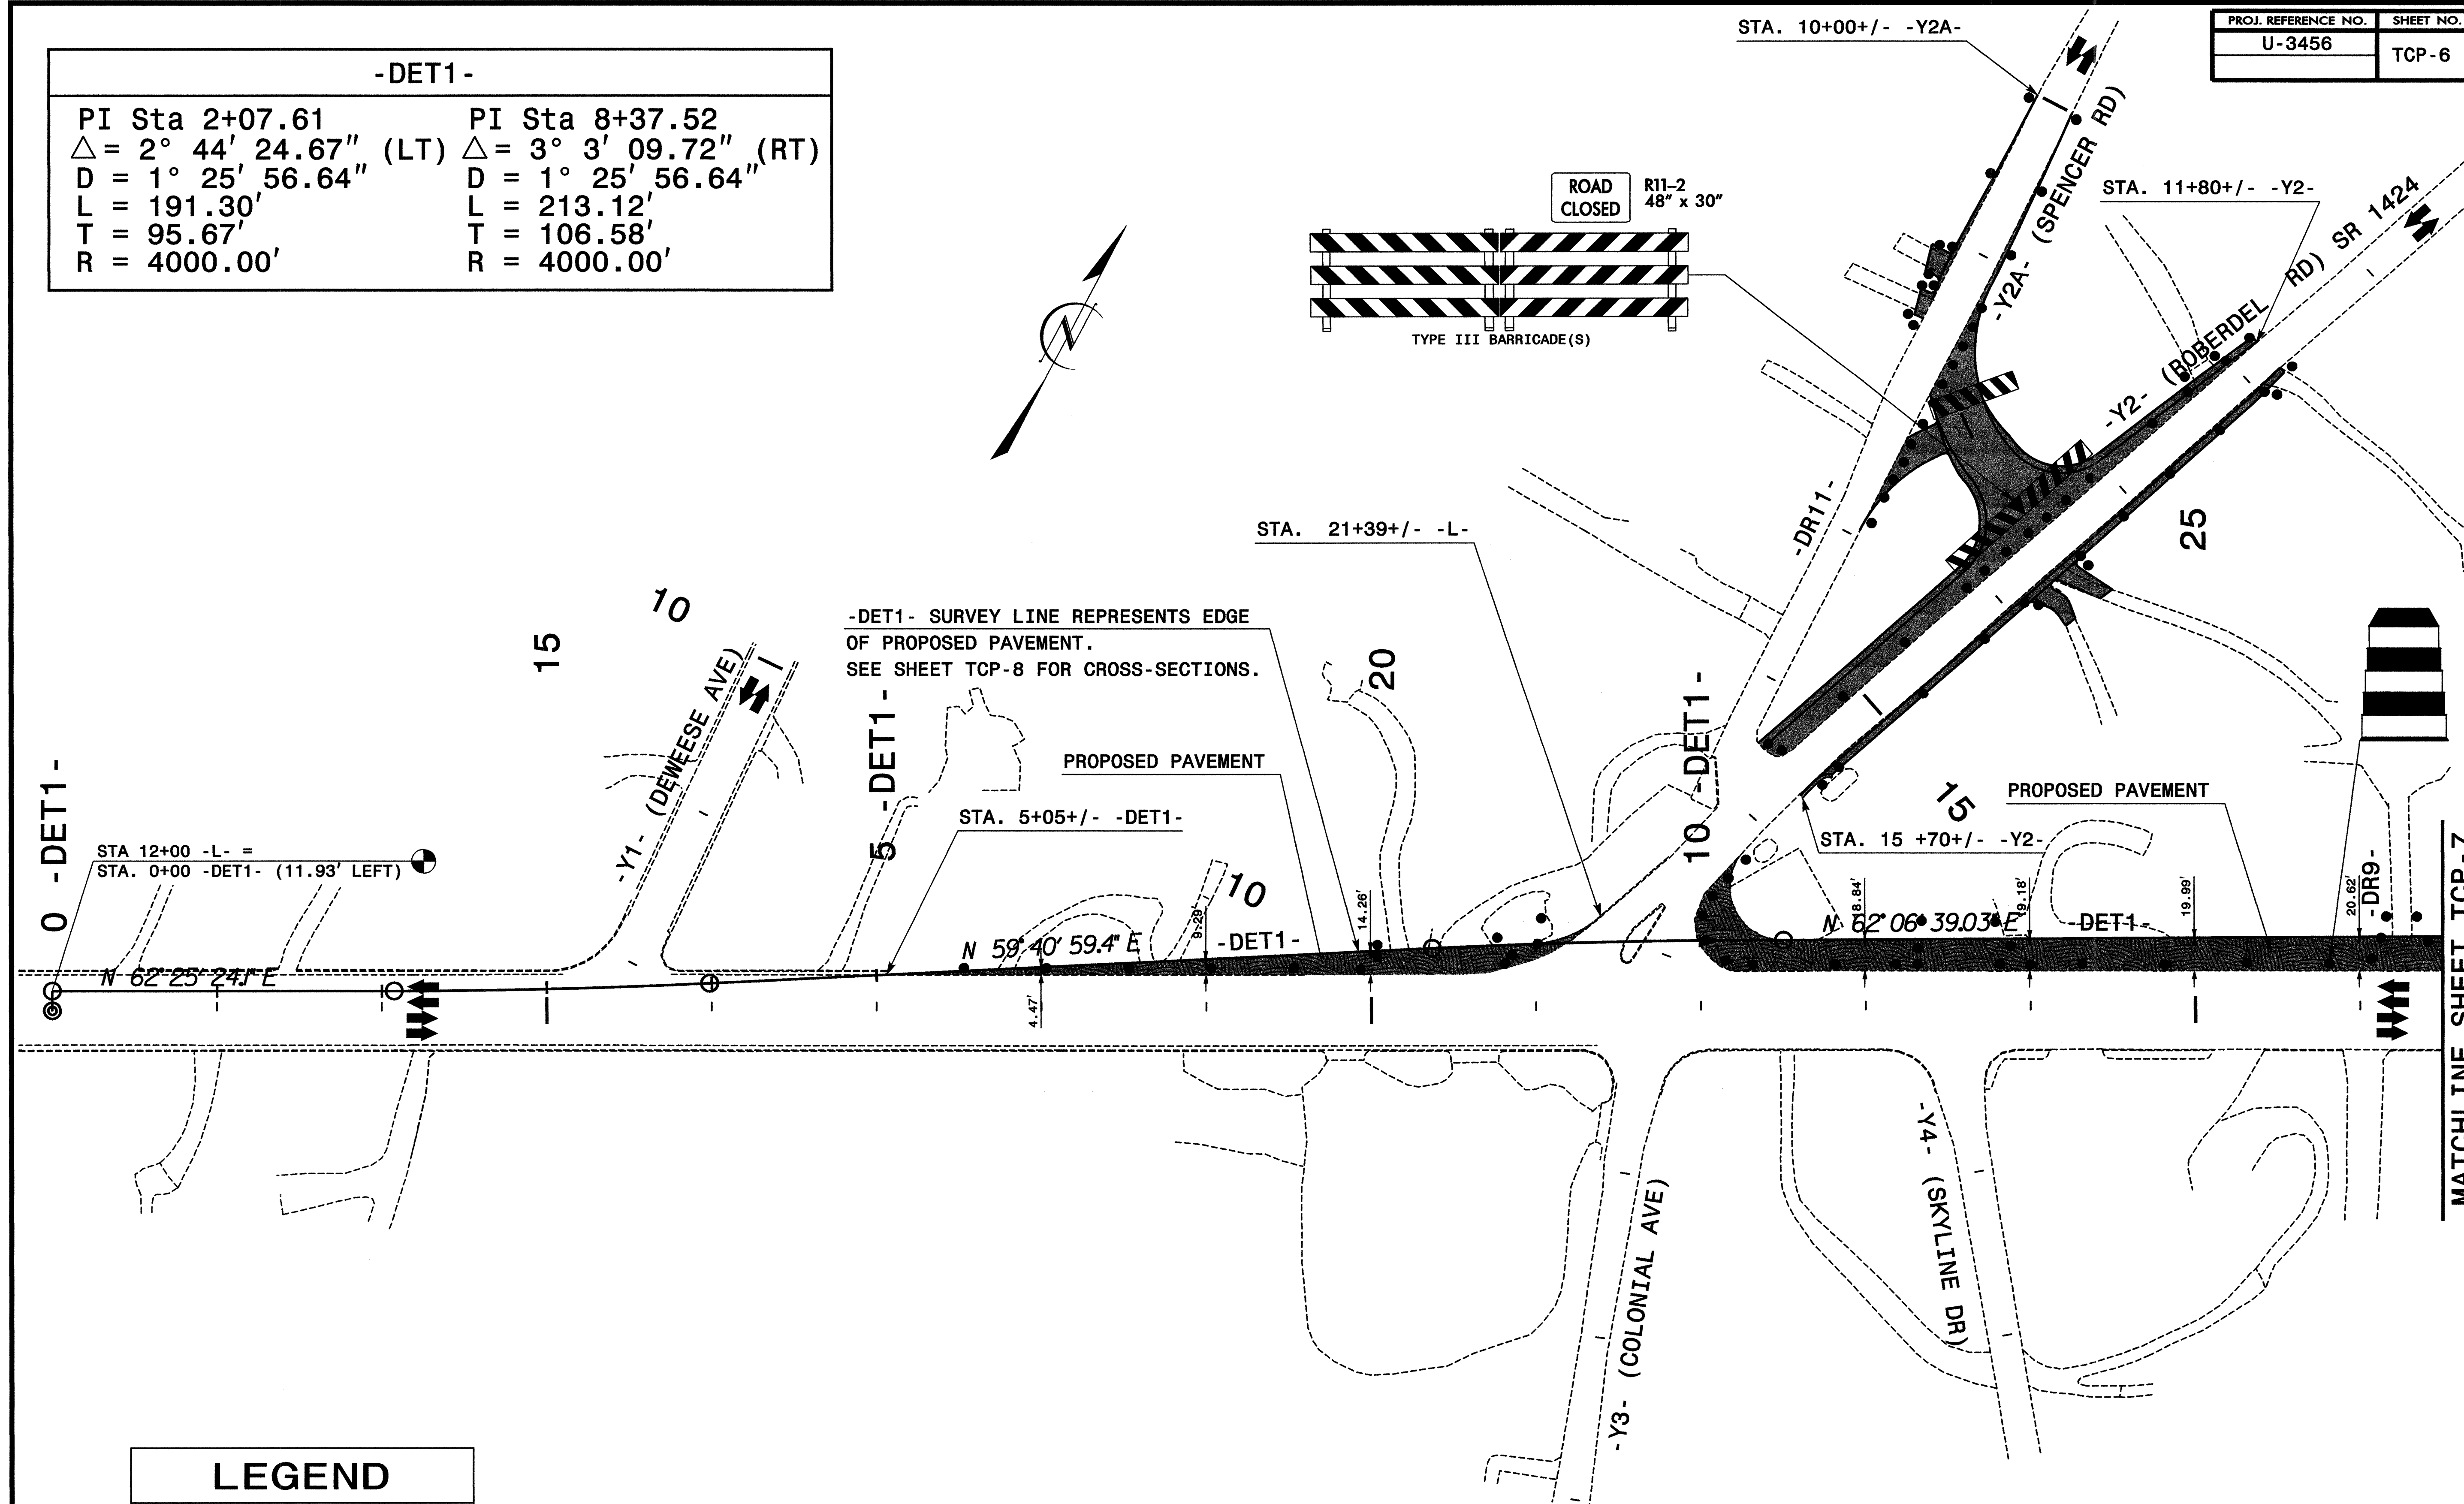 PROJ. REFERENCE NO. SHEET NO.
U-3456 TCP-6
-DET1-
PI Sta 2+07.61
△ = 2° 44' 24.67" (LT)
D = 1° 25' 56.64"
L = 191.30'
T = 95.67'
R = 4000.00'
PI Sta 8+37.52
△ = 3° 3' 09.72" (RT)
D = 1° 25' 56.64"
L = 213.12'
T = 106.58'
R = 4000.00'
STA. 10+00+/- -Y2A-
-Y2A- (SPENCER RD)
ROAD
CLOSED
R11-2
48" x 30"
TYPE III BARRICADE(S)
STA. 11+80+/- -Y2-
-Y2- (ROBERDEL RD) SR 1424
N
-DR11-
25
STA. 21+39+/- -L-
10
15
-DET1- SURVEY LINE REPRESENTS EDGE
OF PROPOSED PAVEMENT.
SEE SHEET TCP-8 FOR CROSS-SECTIONS.
20
-Y1- (DEWEESE AVE)
5 -DET1-
10 -DET1-
0 -DET1-
PROPOSED PAVEMENT
STA. 5+05+/- -DET1-
15
PROPOSED PAVEMENT
STA. 15 +70+/- -Y2-
STA 12+00 -L- =
STA. 0+00 -DET1- (11.93' LEFT)
10
-DR9-
N 62° 25' 24.1" E
N 59° 40' 59.4" E
-DET1-
N 62° 06' 39.03" E
-DET1-
4.47'
9.29'
14.26'
18.84'
19.18'
19.99'
20.62'
MATCHLINE SHEET TCP-7
-Y3- (COLONIAL AVE)
-Y4- (SKYLINE DR)
LEGEND